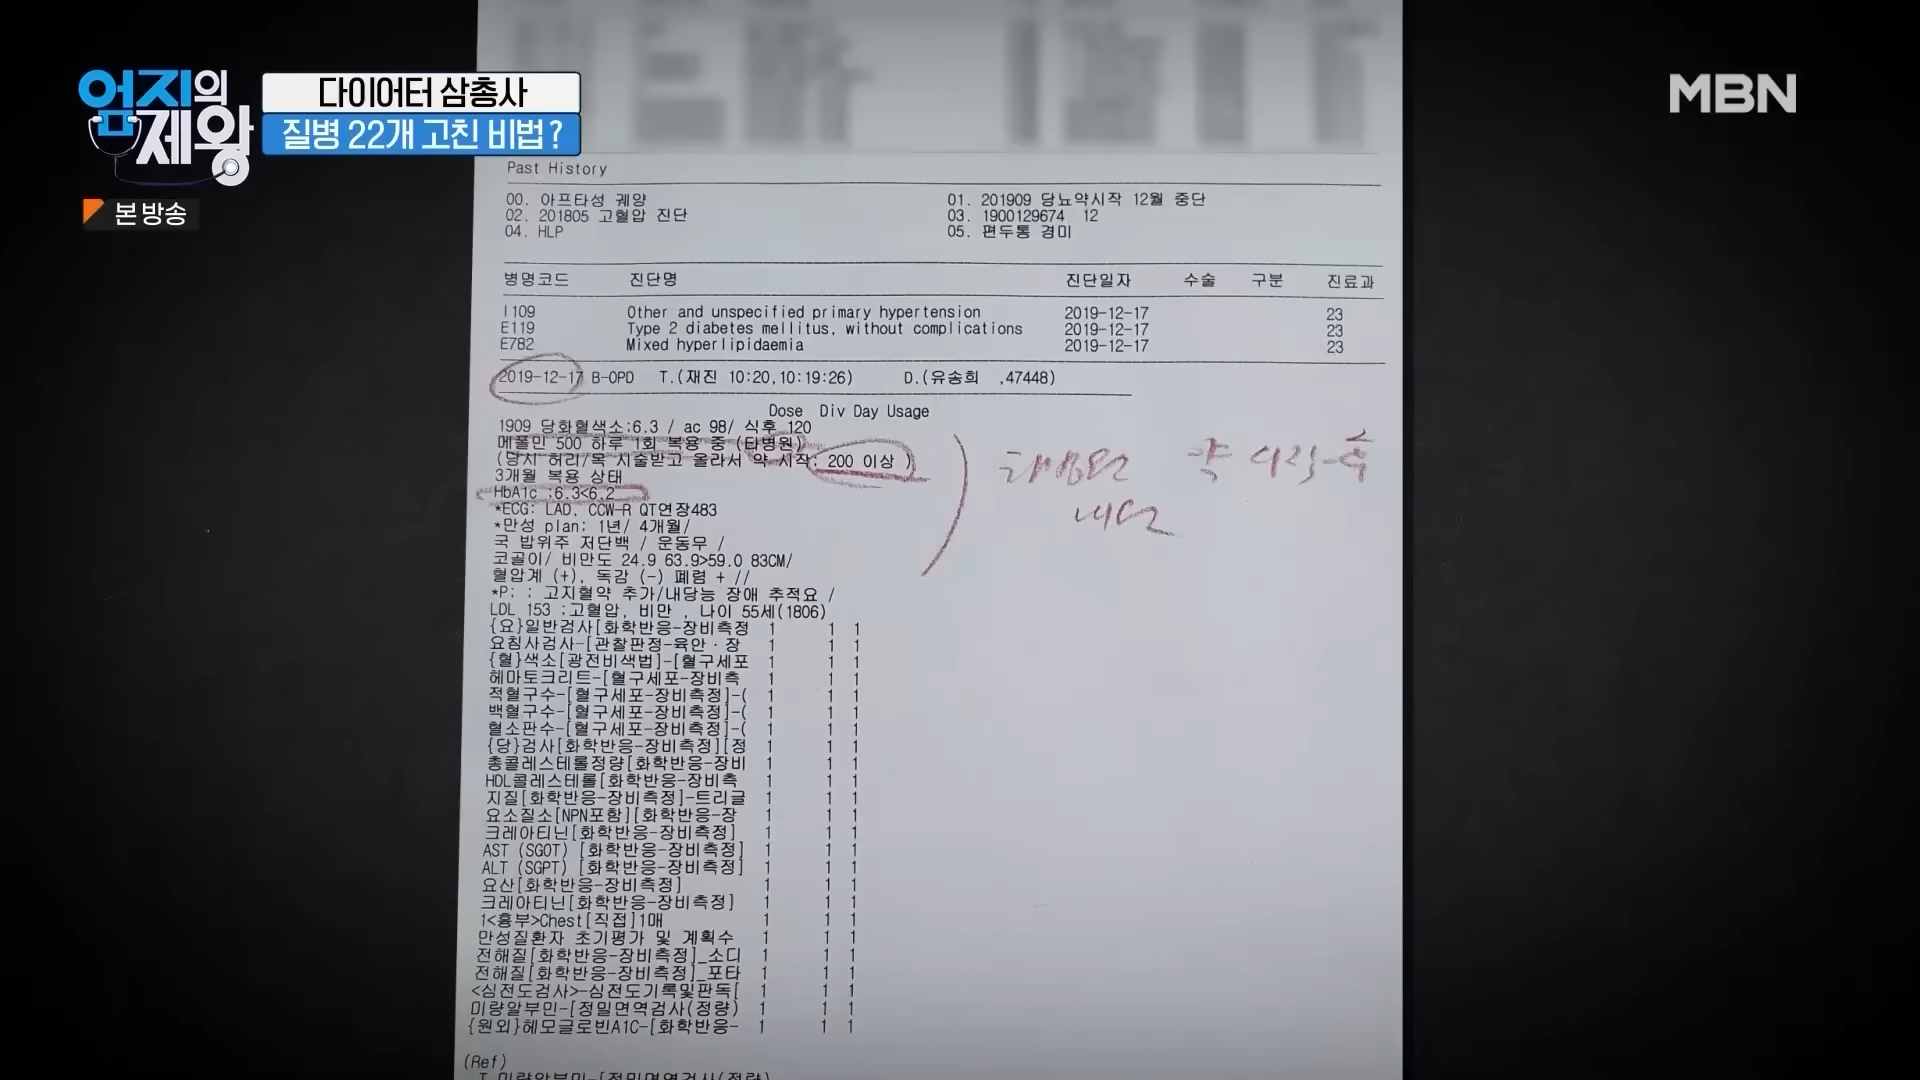 엄지의 제왕
다이어터 삼총사
질병 22개 고친 비법?
MBN
본 방송
Past History
00. 아프타성 궤양 01. 201909 당뇨약시작 12월 중단
02. 201805 고혈압 진단 03. 1900129674 12
04. HLP 05. 편두통 경미
병명코드 진단명 진단일자 수술 구분 진료과
I109 Other and unspecified primary hypertension 2019-12-17 23
E119 Type 2 diabetes mellitus, without complications 2019-12-17 23
E782 Mixed hyperlipidaemia 2019-12-17 23
2019-12-17 B-OPD T.(재진 10:20,10:19:26) D.(유송희 ,47448)
Dose Div Day Usage
1909 당화혈색소:6.3 / ac 98/ 식후 120
메폴민 500 하루 1회 복용 중 (타병원)
(당시 허리/목 시술받고 올라서 약 시작: 200 이상 )
3개월 복용 상태
HbA1c :6.3<6.2
약 시작
*ECG: LAD, CCW-R QT연장483
*만성 plan: 1년/ 4개월/
국 밥위주 저단백 / 운동무 /
코골이/ 비만도 24.9 63.9>59.0 83CM/
혈압계 (+), 독감 (-) 폐렴 + //
*P: : 고지혈약 추가/내당능 장애 추적요 /
LDL 153 ;고혈압, 비만 , 나이 55세(1806)
{요}일반검사[화학반응-장비측정 1 1 1
요침사검사-[관찰판정-육안·장 1 1 1
{혈}색소[광전비색법]-[혈구세포 1 1 1
헤마토크리트-[혈구세포-장비측 1 1 1
적혈구수-[혈구세포-장비측정]-( 1 1 1
백혈구수-[혈구세포-장비측정]-( 1 1 1
혈소판수-[혈구세포-장비측정]-( 1 1 1
{당}검사[화학반응-장비측정][정 1 1 1
총콜레스테롤정량[화학반응-장비 1 1 1
HDL콜레스테롤[화학반응-장비측 1 1 1
지질[화학반응-장비측정]-트리글 1 1 1
요소질소[NPN포함][화학반응-장 1 1 1
크레아티닌[화학반응-장비측정] 1 1 1
AST (SGOT) [화학반응-장비측정] 1 1 1
ALT (SGPT) [화학반응-장비측정] 1 1 1
요산[화학반응-장비측정] 1 1 1
크레아티닌[화학반응-장비측정] 1 1 1
1<흉부>Chest[직접]1매 1 1 1
만성질환자 초기평가 및 계획수 1 1 1
전해질[화학반응-장비측정]_소디 1 1 1
전해질[화학반응-장비측정]_포타 1 1 1
<심전도검사>-심전도기록및판독[ 1 1 1
미량알부민-[정밀면역검사(정량) 1 1 1
{원외}헤모글로빈A1C-[화학반응- 1 1 1
(Ref)